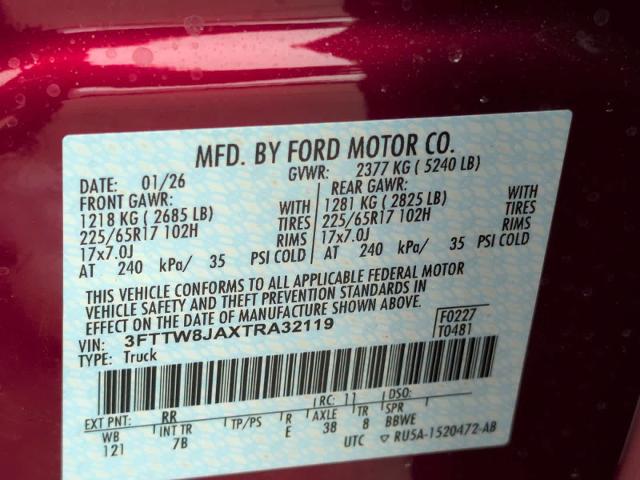 MFD. BY FORD MOTOR CO.
DATE: 01/26 GVWR: 2377 KG ( 5240 LB)
FRONT GAWR: REAR GAWR:
1218 KG ( 2685 LB) WITH 1281 KG ( 2825 LB) WITH
225/65R17 102H TIRES 225/65R17 102H TIRES
17x7.0J RIMS 17x7.0J RIMS
AT 240 kPa/ 35 PSI COLD AT 240 kPa/ 35 PSI COLD
THIS VEHICLE CONFORMS TO ALL APPLICABLE FEDERAL MOTOR
VEHICLE SAFETY AND THEFT PREVENTION STANDARDS IN
EFFECT ON THE DATE OF MANUFACTURE SHOWN ABOVE.
VIN: 3FTTW8JAXTRA32119 F0227
TYPE: Truck T0481
EXT PNT: RR RC: 11 DSO:
WB INT TR TP/PS R AXLE TR SPR
121 7B E 38 8 BBWE
UTC ▽ RU5A-1520472-AB